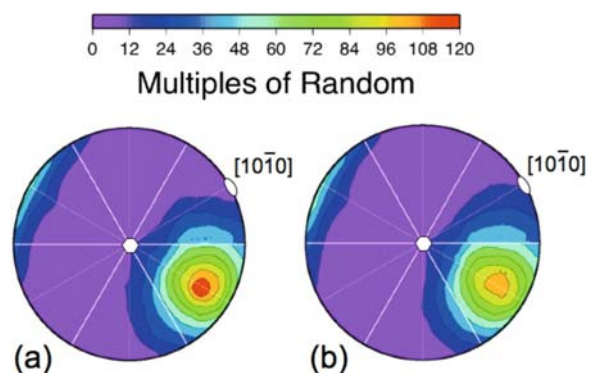 0 12 24 36 48 60 72 84 96 108 120
Multiples of Random
[101̄0] [101̄0]
(a) (b)